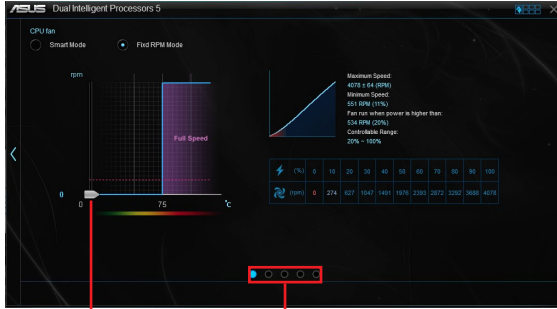 ASUS Dual Intelligent Processors 5
CPU fan
Smart Mode Fixd RPM Mode
rpm
Full Speed
0
0 75 °C
Maximum Speed:
4078 ± 64 (RPM)
Minimum Speed:
551 RPM (11%)
Fan run when power is higher than:
534 RPM (20%)
Controllable Range:
20% ~ 100%
(%) 0 10 20 30 40 50 60 70 80 90 100
(rpm) 0 274 627 1047 1491 1976 2393 2872 3292 3688 4078